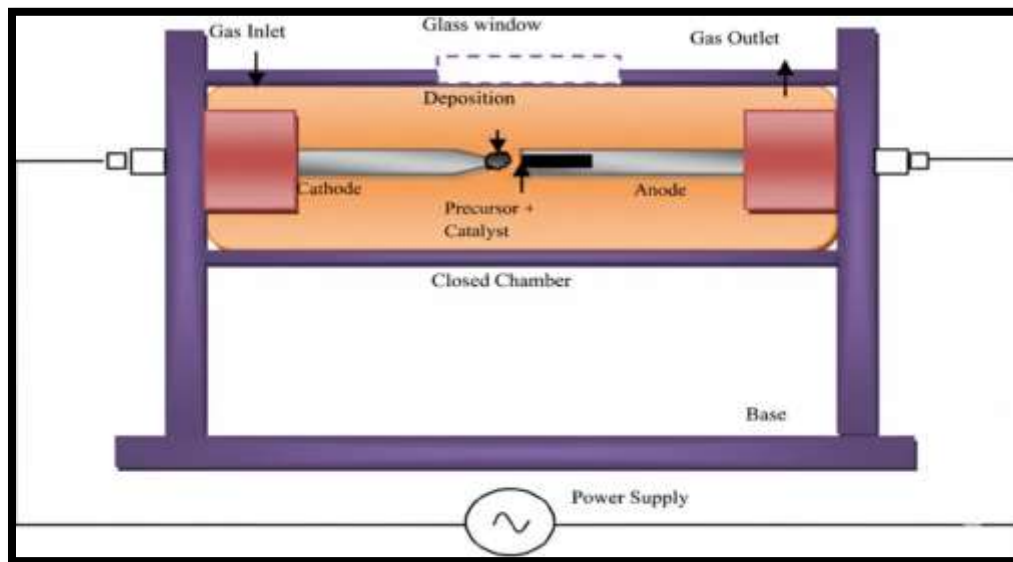 Glass window
Gas Inlet
Gas Outlet
Deposition
Cathode
Anode
Precursor +
Catalyst
Closed Chamber
Base
Power Supply